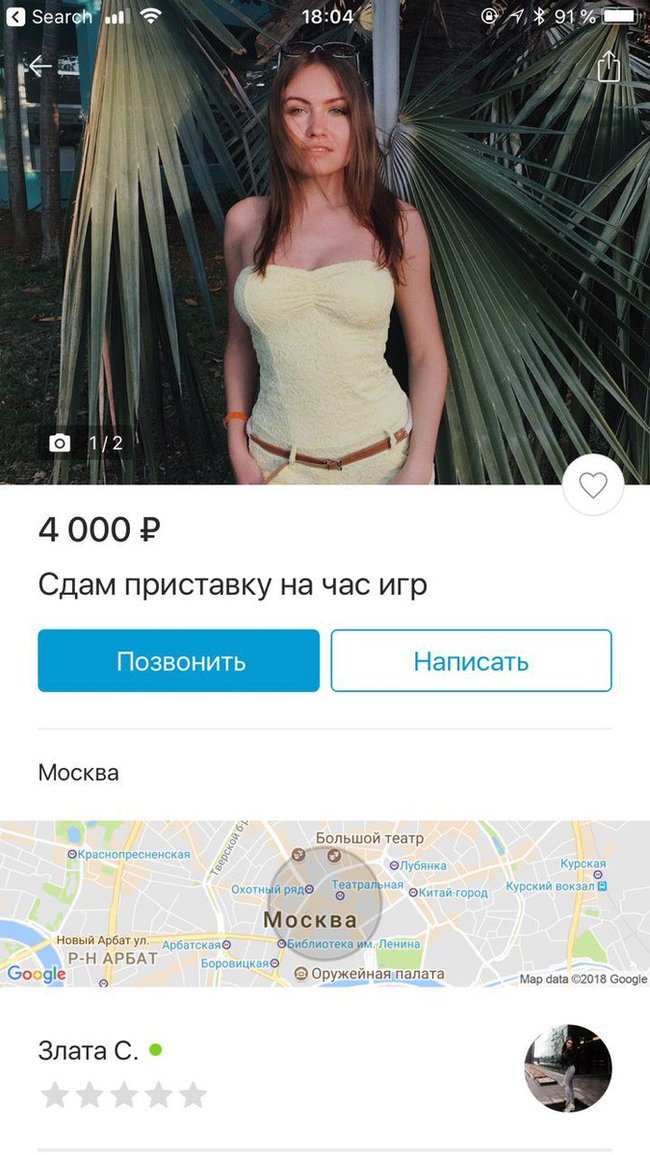 Search 18:04 91 %
1 / 2
4 000 ₽
Сдам приставку на час игр
Позвонить Написать
Москва
Большой театр
Тверской б-р
Краснопресненская
Лубянка
Курская
Охотный ряд
Театральная
Китай-город
Курский вокзал
Москва
Новый Арбат ул.
Арбатская
Библиотека им. Ленина
Р-Н АРБАТ
Боровицкая
Google
Оружейная палата
Map data ©2018 Google
Злата С.